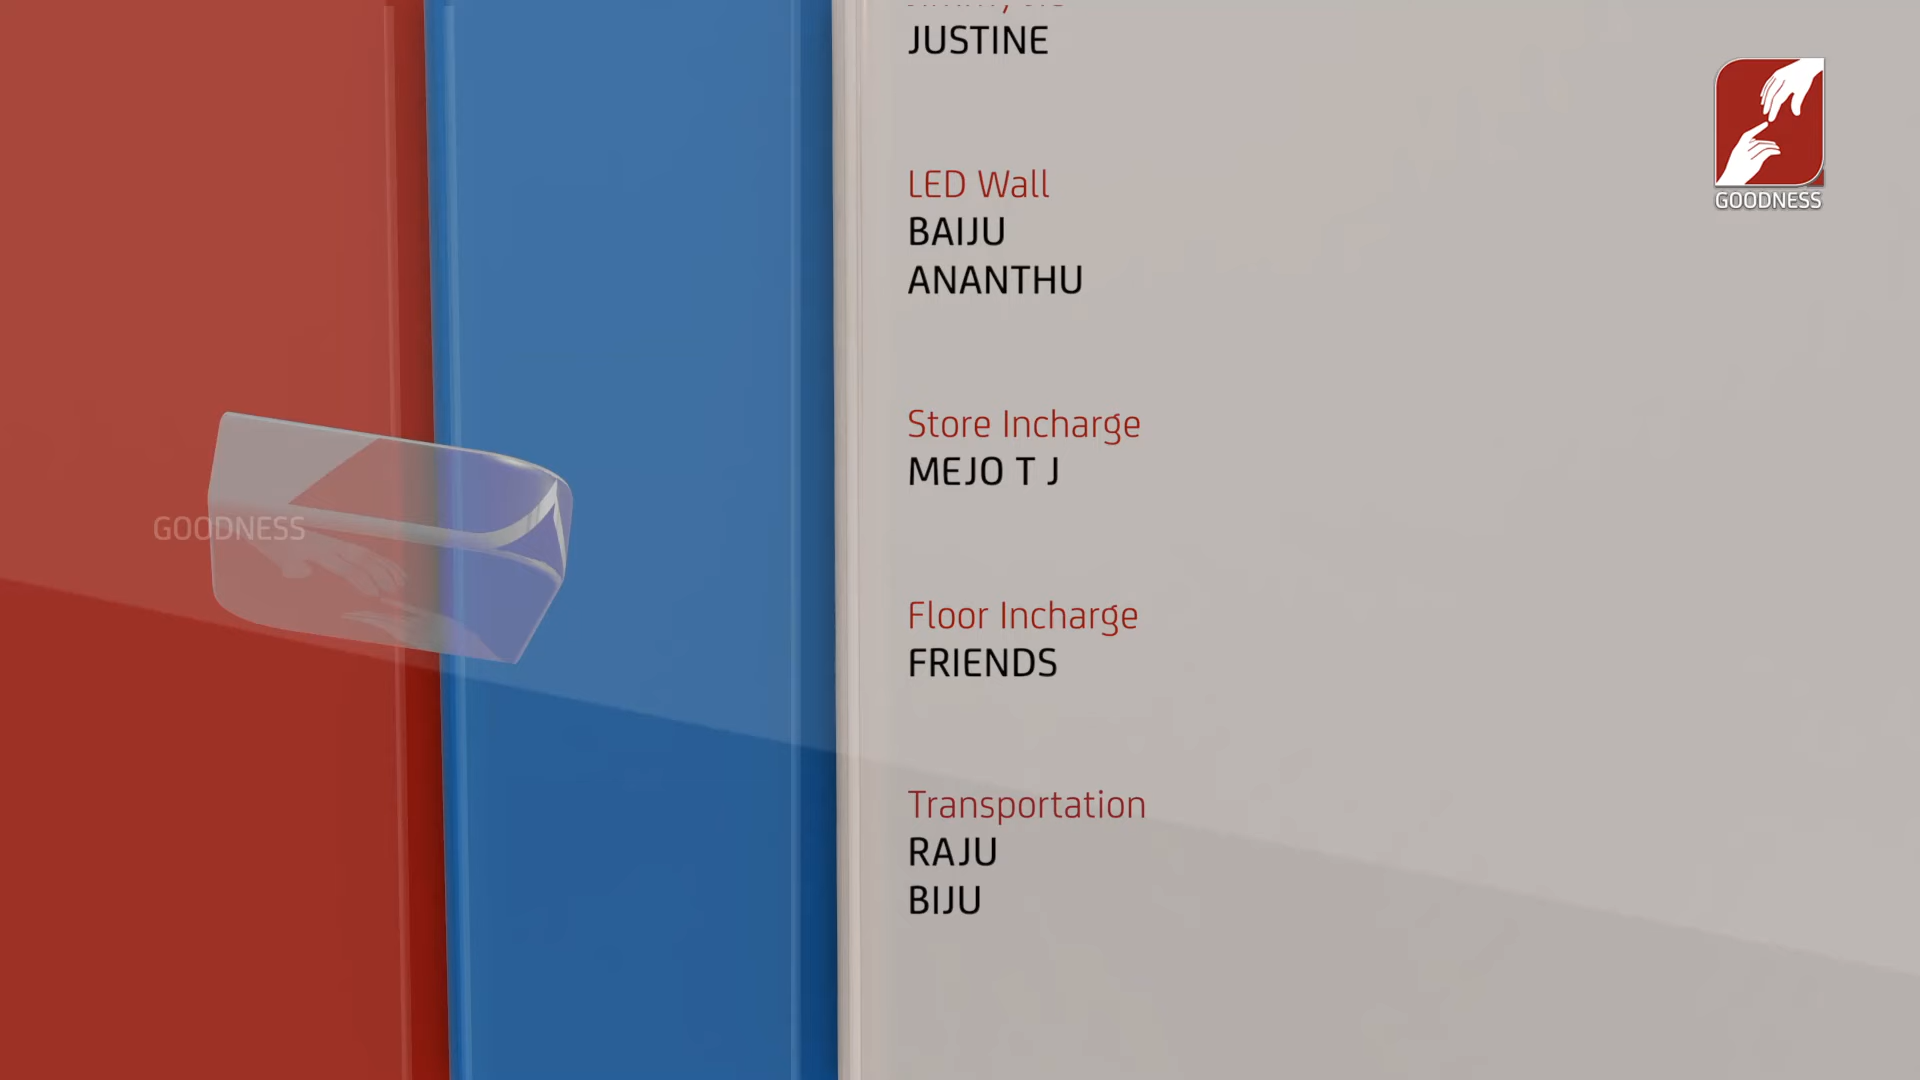 JUSTINE
LED Wall
BAIJU
ANANTHU
Store Incharge
MEJO T J
Floor Incharge
FRIENDS
Transportation
RAJU
BIJU
GOODNESS
GOODNESS